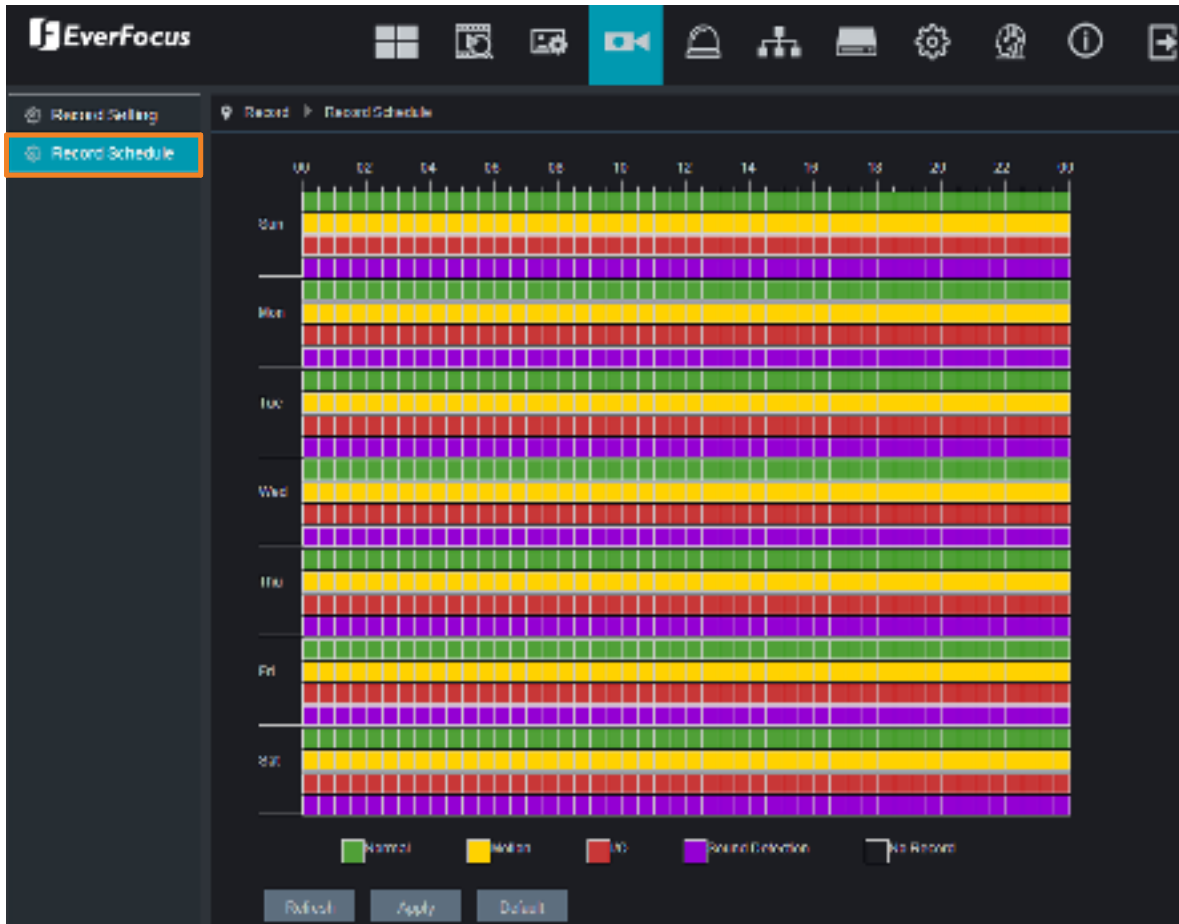 EverFocus
Record Setting
Record > Record Schedule
Record Schedule
00 02 04 06 08 10 12 14 16 18 20 22 00
Sun
Mon
Tue
Wed
Thu
Fri
Sat
Normal Motion I/O Sound Detection No Record
Refresh Apply Default